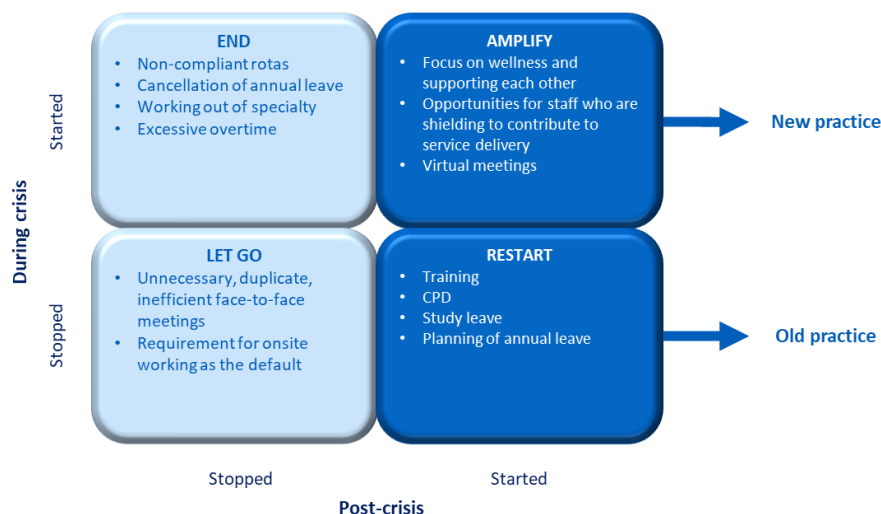 END
• Non-compliant rotas
• Cancellation of annual leave
• Working out of specialty
• Excessive overtime
AMPLIFY
• Focus on wellness and
supporting each other
• Opportunities for staff who are
shielding to contribute to
service delivery
• Virtual meetings
New practice
Started
During crisis
LET GO
• Unnecessary, duplicate,
inefficient face-to-face
meetings
• Requirement for onsite
working as the default
RESTART
• Training
• CPD
• Study leave
• Planning of annual leave
Old practice
Stopped
Stopped
Started
Post-crisis